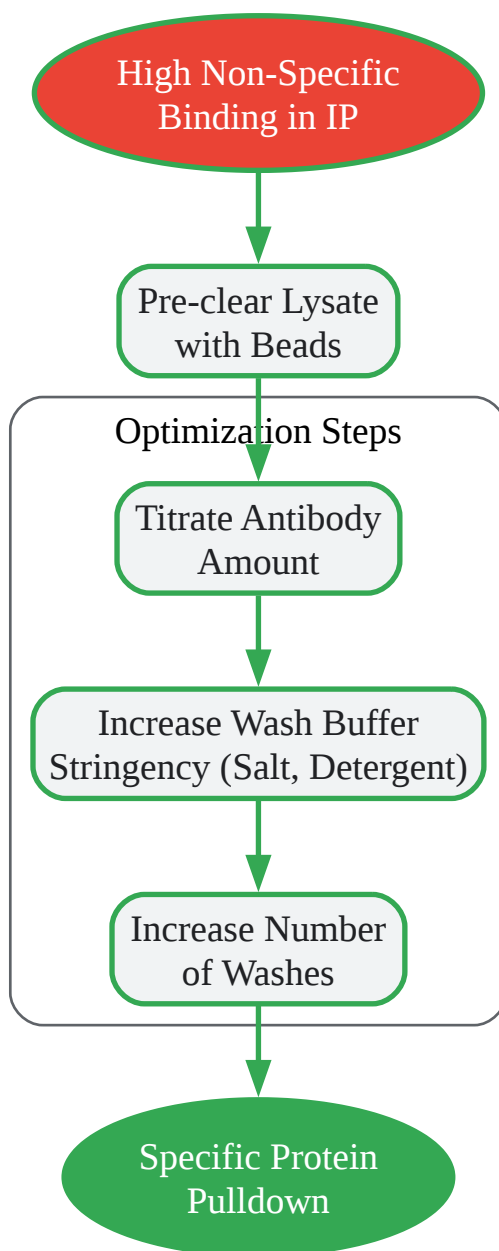 High Non-Specific
Binding in IP
Pre-clear Lysate
with Beads
Optimization Steps
Titrate Antibody
Amount
Increase Wash Buffer
Stringency (Salt, Detergent)
Increase Number
of Washes
Specific Protein
Pulldown